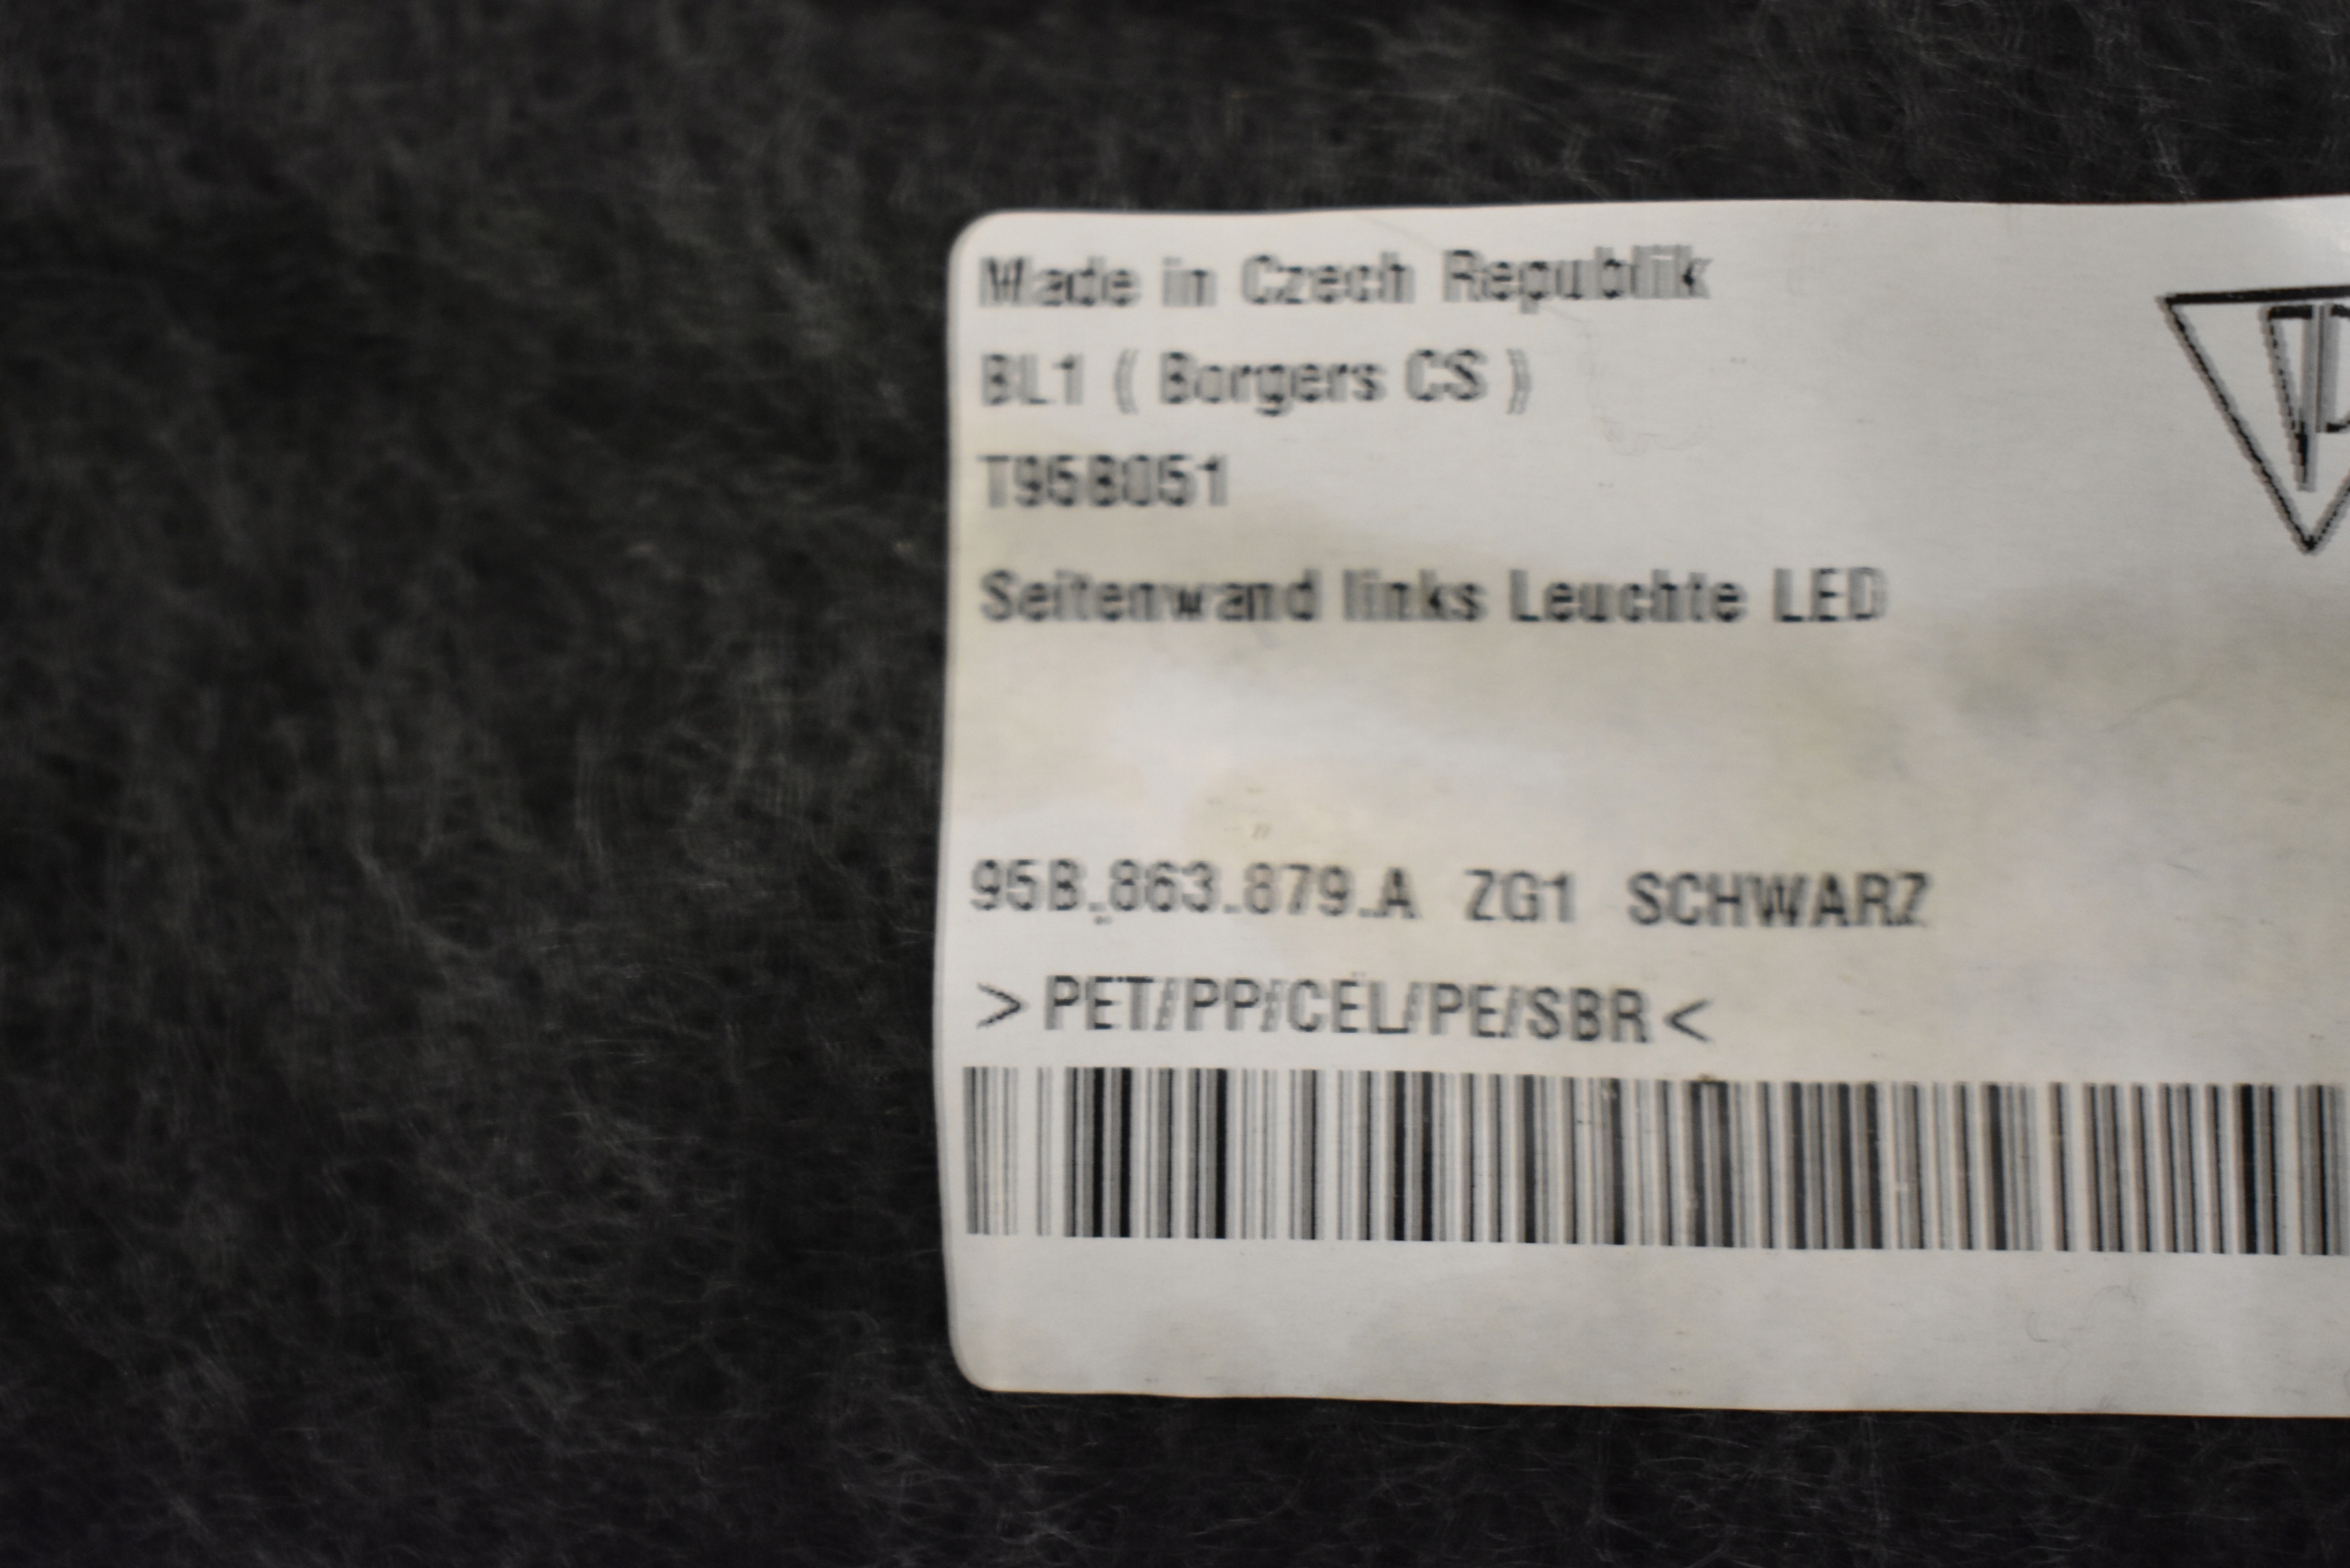 Made in Czech Republik
BL1 ( Borgers CS )
T95B051
Seitenwand links Leuchte LED
95B.863.879.A ZG1 SCHWARZ
>PET/PP/CEL/PE/SBR<